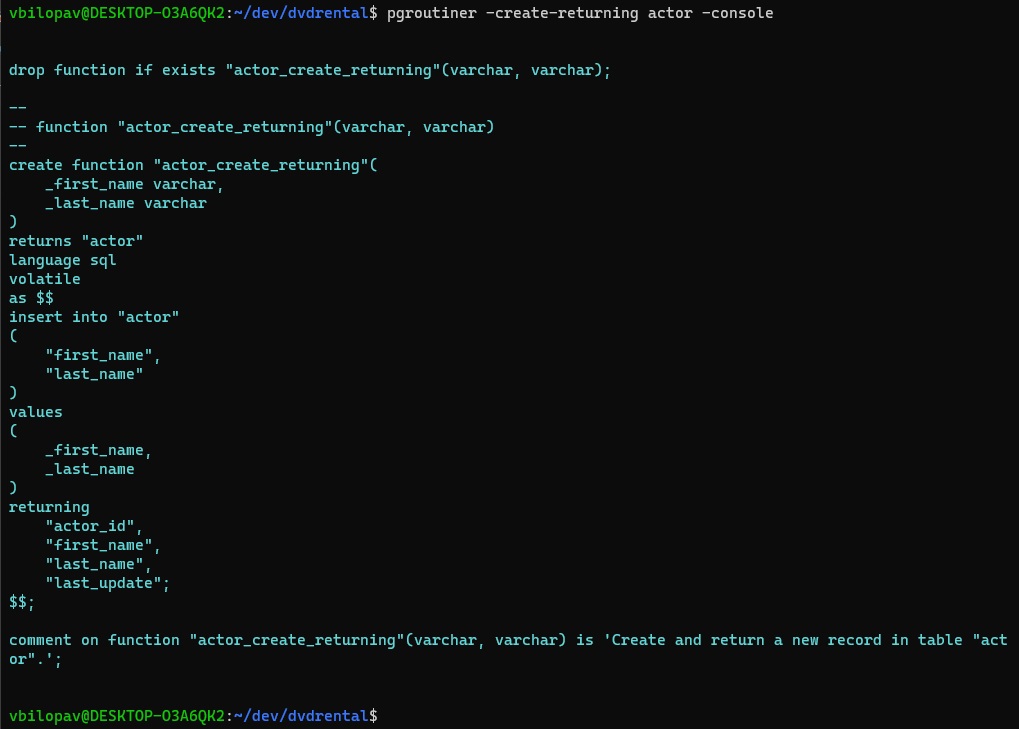 vbilopav@DESKTOP-O3A6QK2:~/dev/dvdrental$ pgroutiner -create-returning actor -console
drop function if exists "actor_create_returning"(varchar, varchar);
--
-- function "actor_create_returning"(varchar, varchar)
--
create function "actor_create_returning"(
    _first_name varchar,
    _last_name varchar
)
returns "actor"
language sql
volatile
as $$
insert into "actor"
(
    "first_name",
    "last_name"
)
values
(
    _first_name,
    _last_name
)
returning
    "actor_id",
    "first_name",
    "last_name",
    "last_update";
$$;
comment on function "actor_create_returning"(varchar, varchar) is 'Create and return a new record in table "act
or".';
vbilopav@DESKTOP-O3A6QK2:~/dev/dvdrental$